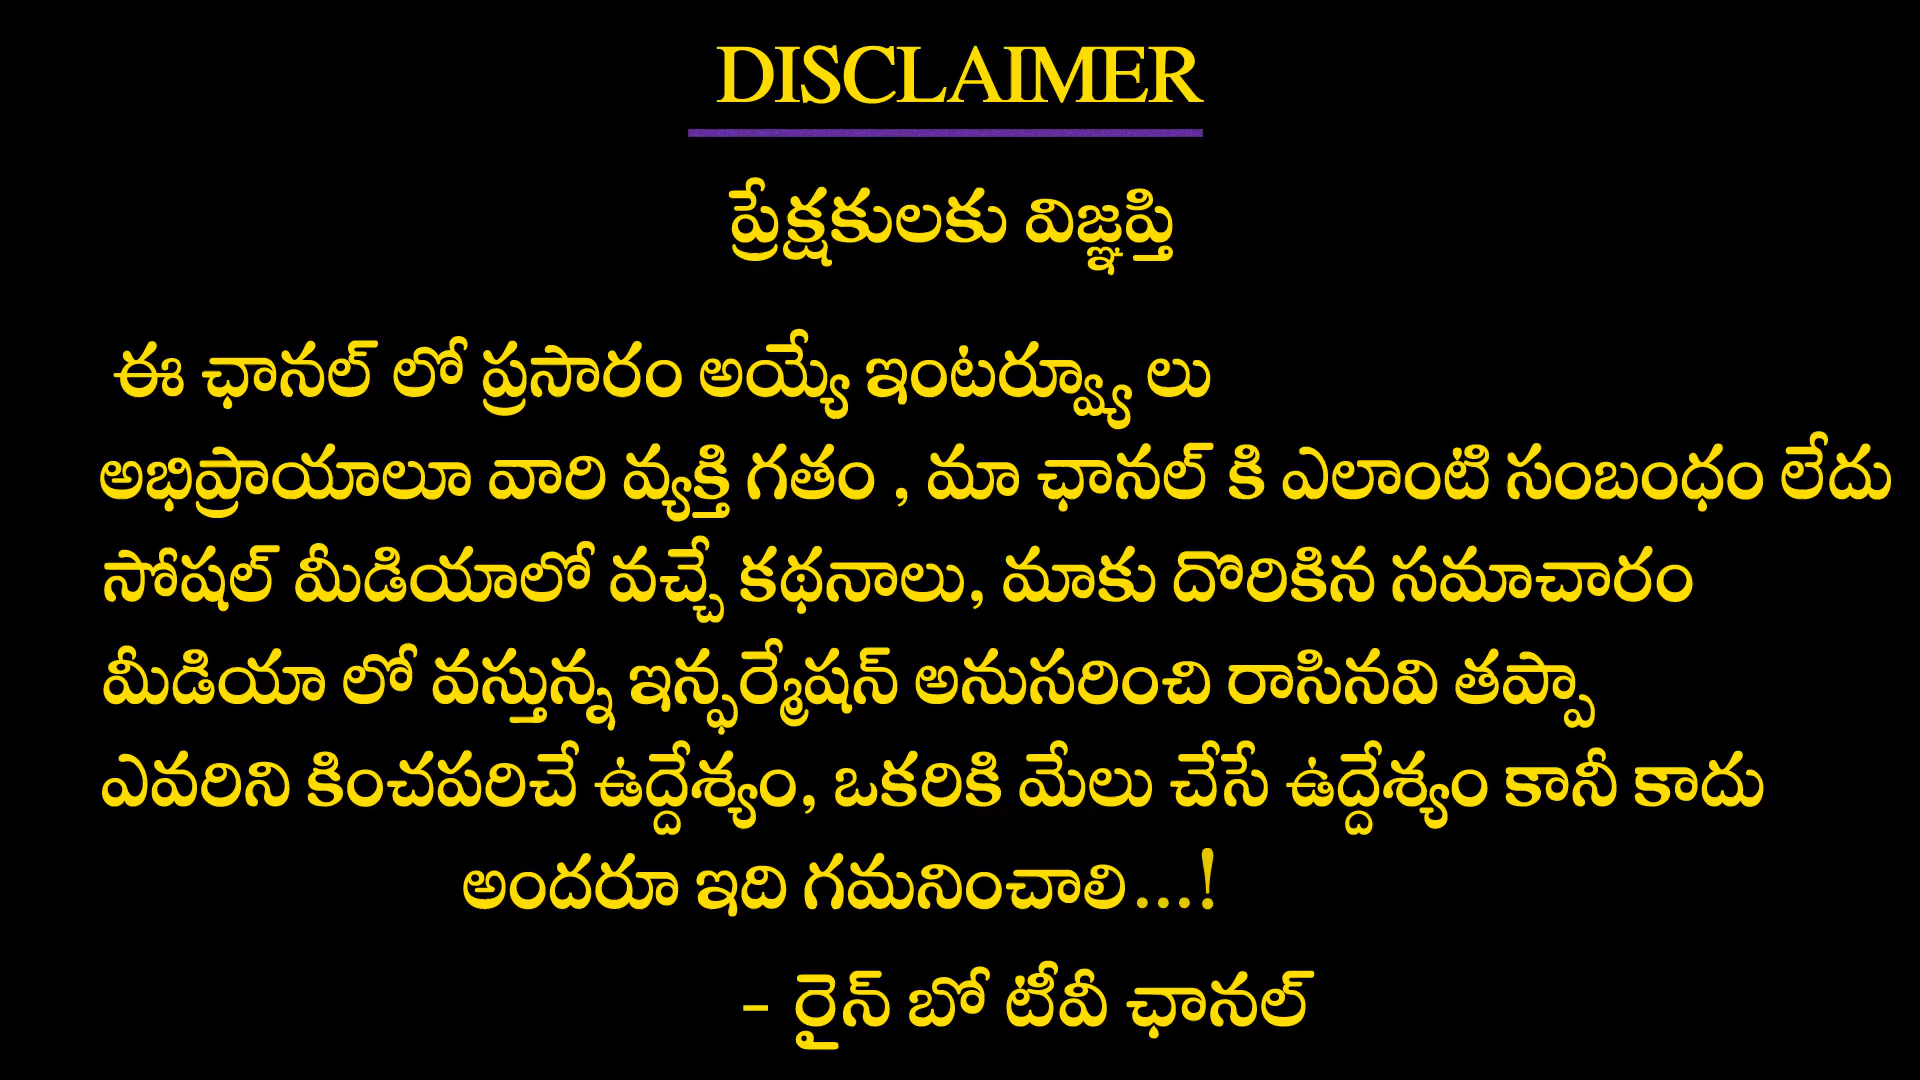 DISCLAIMER
ప్రేక్షకులకు విజ్ఞప్తి
ఈ ఛానల్ లో ప్రసారం అయ్యే ఇంటర్వ్యూ లు
అభిప్రాయాలూ వారి వ్యక్తి గతం , మా ఛానల్ కి ఎలాంటి సంబంధం లేదు
సోషల్ మీడియాలో వచ్చే కథనాలు, మాకు దొరికిన సమాచారం
మీడియా లో వస్తున్న ఇన్ఫర్మేషన్ అనుసరించి రాసినవి తప్పా
ఎవరిని కించపరిచే ఉద్దేశ్యం, ఒకరికి మేలు చేసే ఉద్దేశ్యం కానీ కాదు
అందరూ ఇది గమనించాలి...!
- రైన్ బో టీవీ ఛానల్